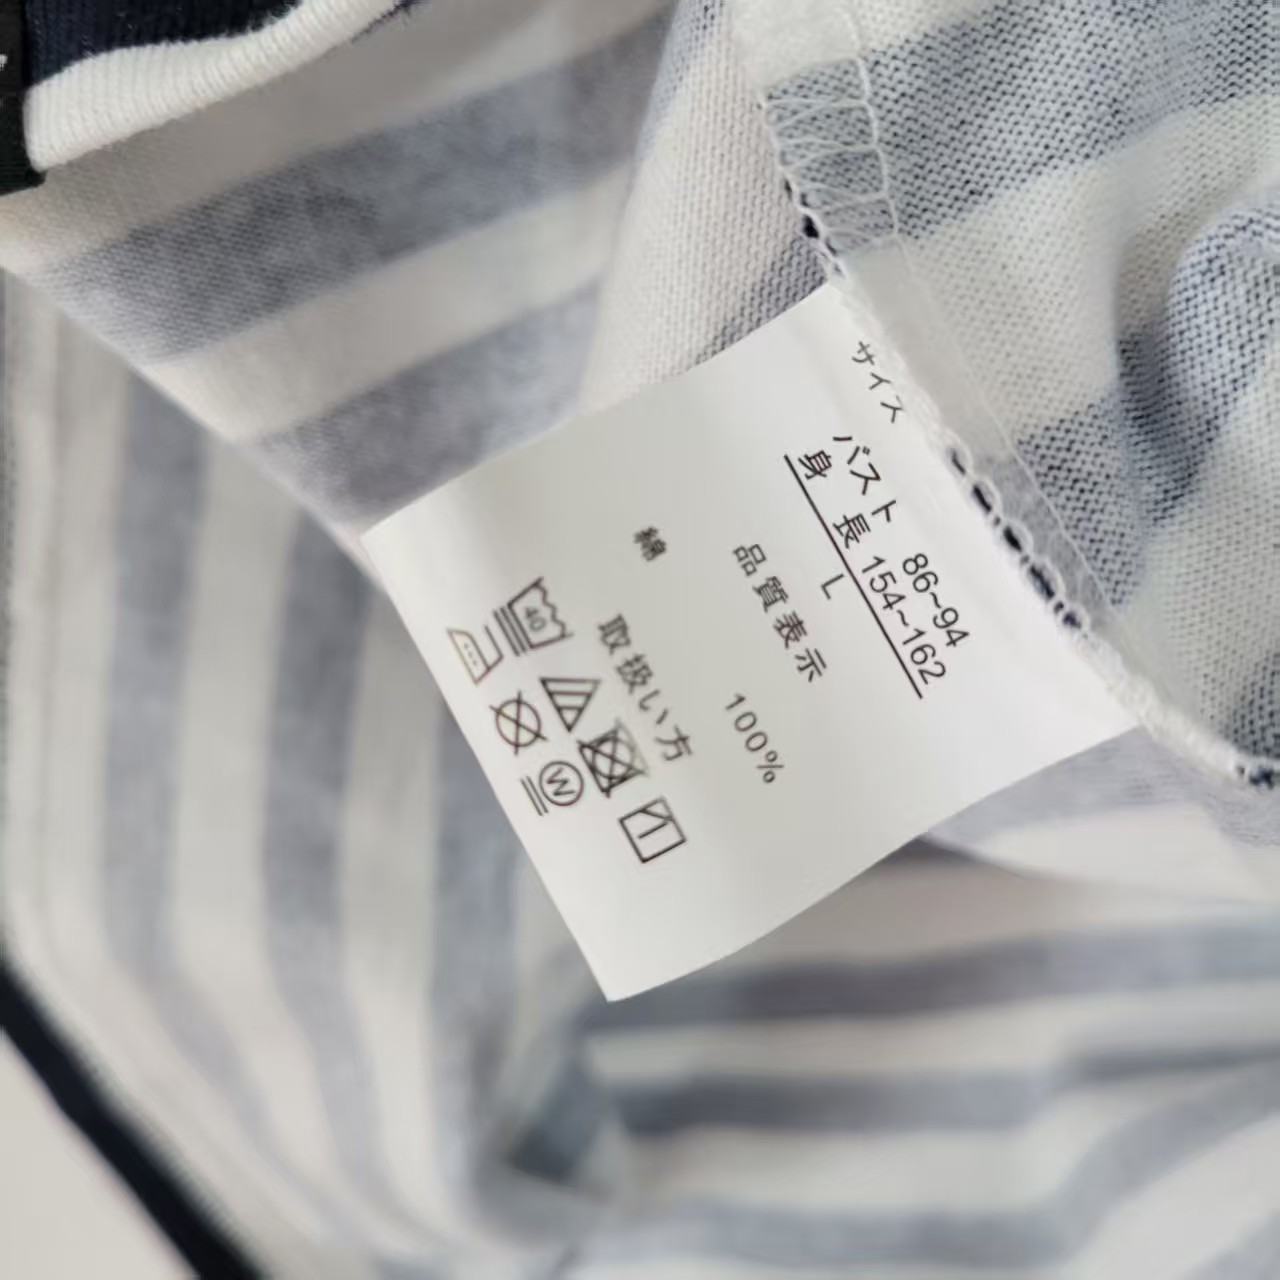 サイズ
バスト 86~94
身 長 154~162
L
品質表示
綿 100%
取扱い方
40
W